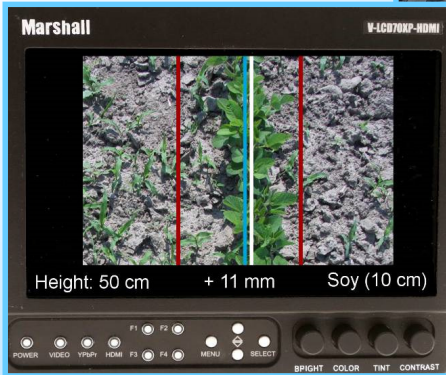 Marshall
V-LCD70XP-HDMI
Height: 50 cm
+ 11 mm
Soy (10 cm)
F1
F2
POWER
VIDEO
YPbPr
HDMI
F3
F4
MENU
SELECT
BRIGHT
COLOR
TINT
CONTRAST